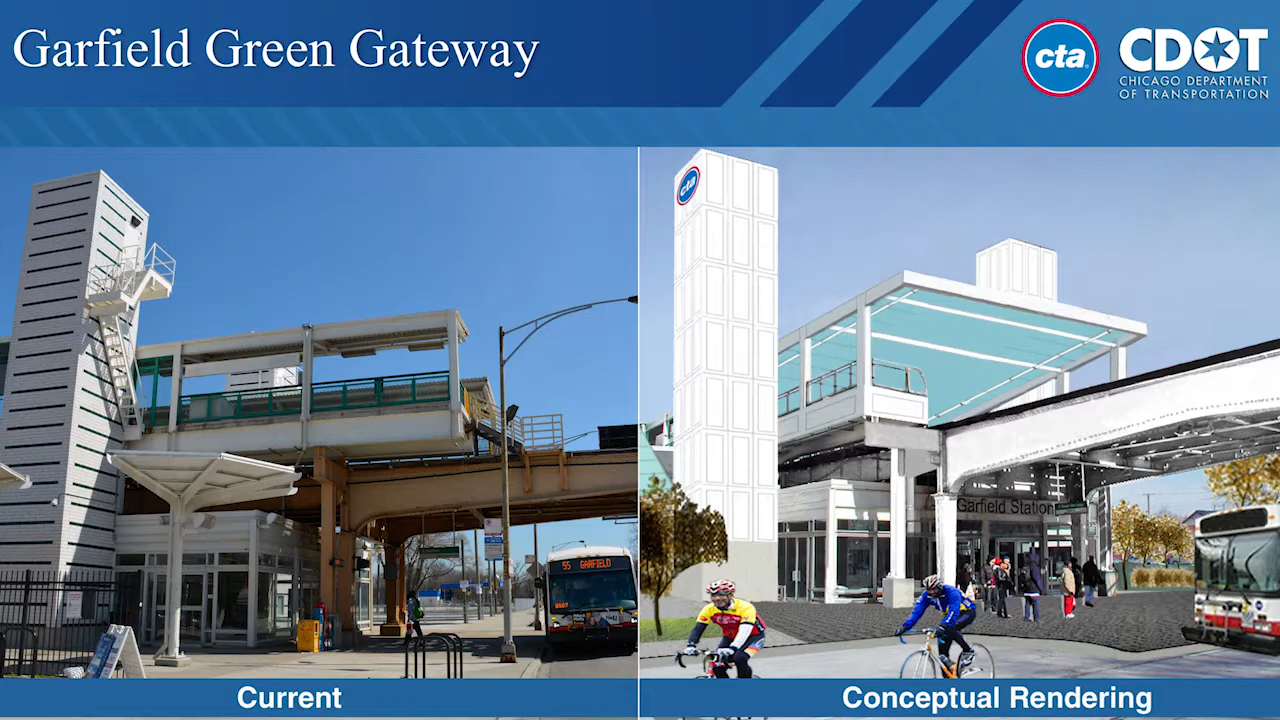 Garfield Green Gateway
cta
CDOT
CHICAGO DEPARTMENT
OF TRANSPORTATION
cta
55 GARFIELD
Garfield Station
Current
Conceptual Rendering